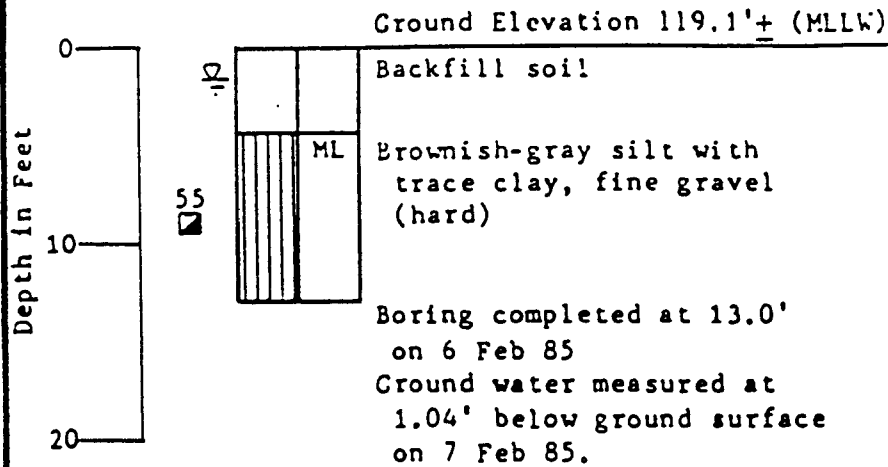 Ground Elevation 119.1'± (MLLW)
0
Backfill soil
ML
Brownish-gray silt with
trace clay, fine gravel
(hard)
55
10
Depth in Feet
Boring completed at 13.0'
on 6 Feb 85
Ground water measured at
1.04' below ground surface
on 7 Feb 85.
20